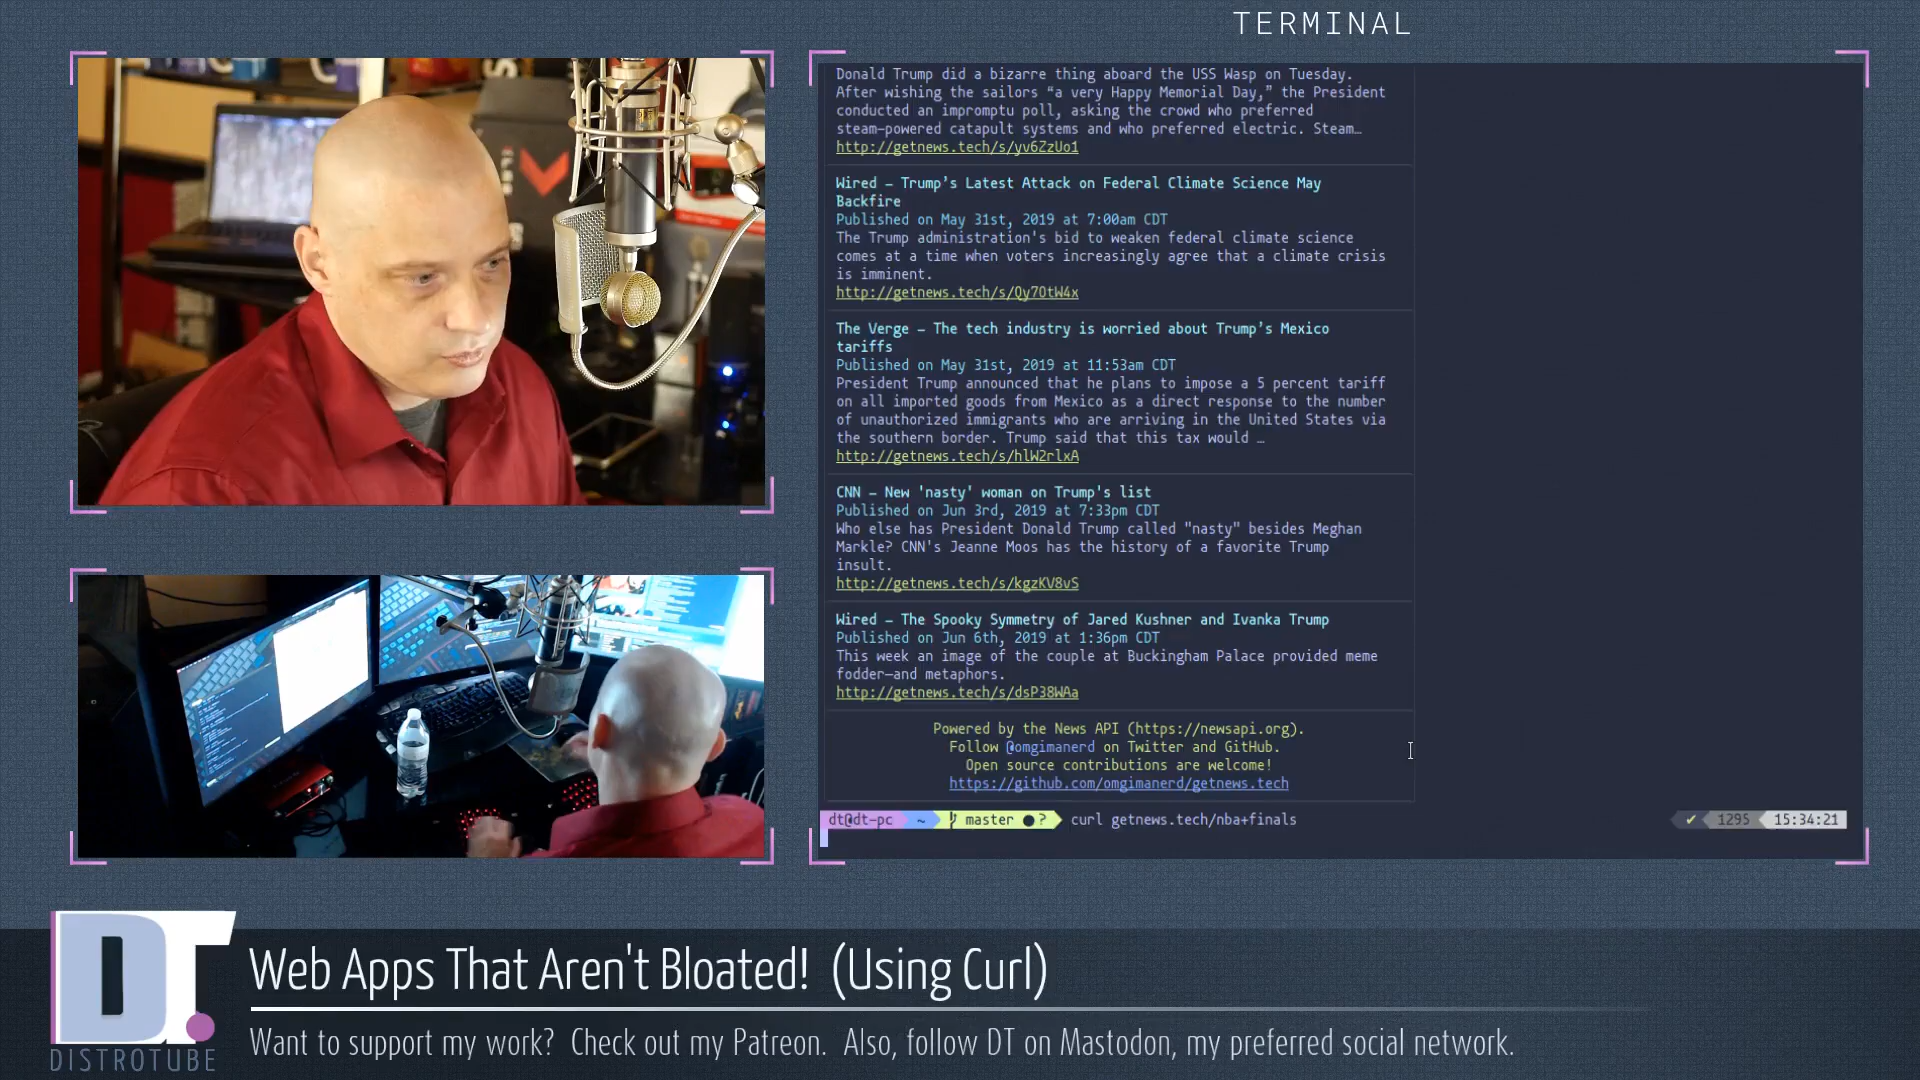 TERMINAL
Donald Trump did a bizarre thing aboard the USS Wasp on Tuesday.
After wishing the sailors “a very Happy Memorial Day,” the President
conducted an impromptu poll, asking the crowd who preferred
steam-powered catapult systems and who preferred electric. Steam…
http://getnews.tech/s/yv6ZzUo1
Wired – Trump’s Latest Attack on Federal Climate Science May
Backfire
Published on May 31st, 2019 at 7:00am CDT
The Trump administration's bid to weaken federal climate science
comes at a time when voters increasingly agree that a climate crisis
is imminent.
http://getnews.tech/s/Qy7OtW4x
The Verge – The tech industry is worried about Trump’s Mexico
tariffs
Published on May 31st, 2019 at 11:53am CDT
President Trump announced that he plans to impose a 5 percent tariff
on all imported goods from Mexico as a direct response to the number
of unauthorized immigrants who are arriving in the United States via
the southern border. Trump said that this tax would …
http://getnews.tech/s/hlW2rlxA
CNN – New 'nasty' woman on Trump's list
Published on Jun 3rd, 2019 at 7:33pm CDT
Who else has President Donald Trump called "nasty" besides Meghan
Markle? CNN's Jeanne Moos has the history of a favorite Trump
insult.
http://getnews.tech/s/kgzKV8vS
Wired – The Spooky Symmetry of Jared Kushner and Ivanka Trump
Published on Jun 6th, 2019 at 1:36pm CDT
This week an image of the couple at Buckingham Palace provided meme
fodder—and metaphors.
http://getnews.tech/s/dsP38WAa
Powered by the News API (https://newsapi.org).
Follow @omgimanerd on Twitter and GitHub.
Open source contributions are welcome!
https://github.com/omgimanerd/getnews.tech
dt@dt-pc ~ master ●? curl getnews.tech/nba+finals ✔ 1295 15:34:21
DT
DISTROTUBE
Web Apps That Aren't Bloated! (Using Curl)
Want to support my work? Check out my Patreon. Also, follow DT on Mastodon, my preferred social network.